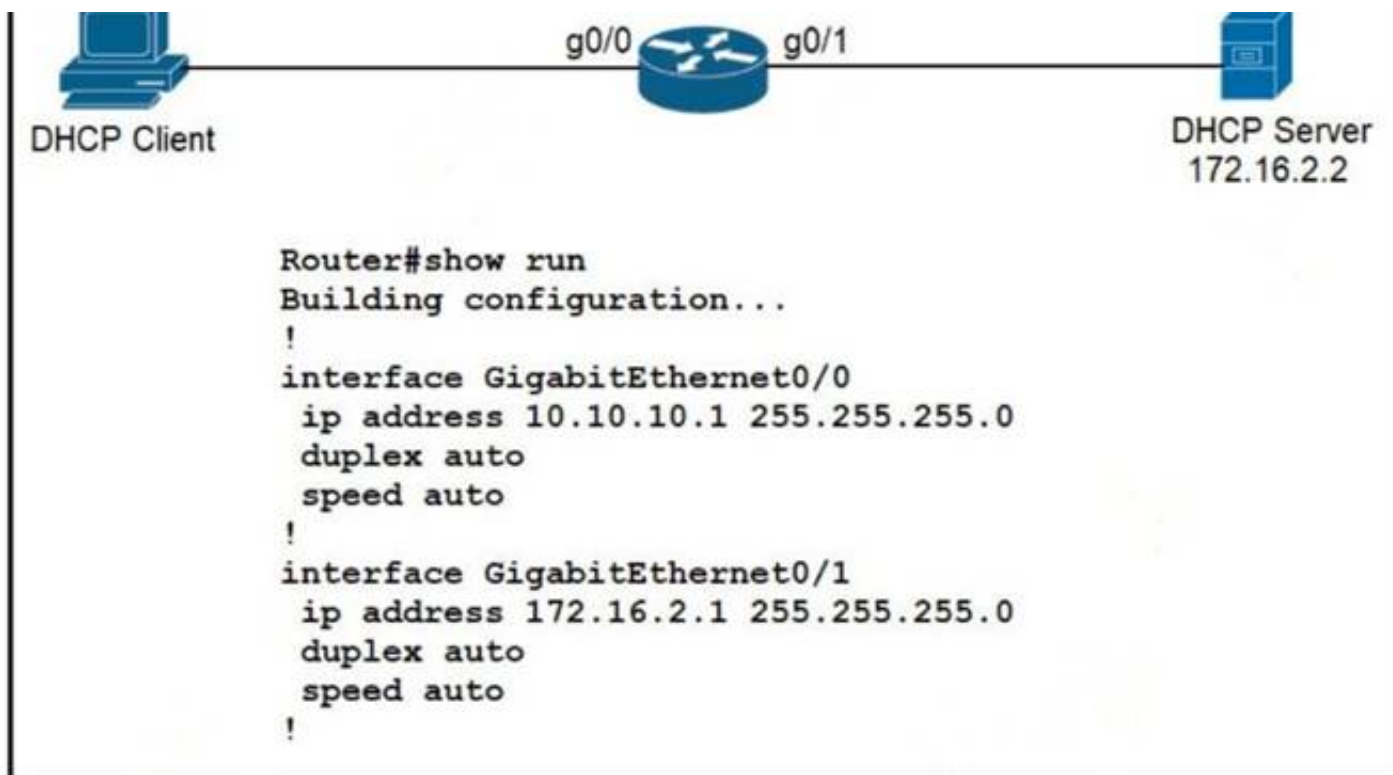 g0/0 g0/1
DHCP Client
DHCP Server
172.16.2.2
Router#show run
Building configuration...
!
interface GigabitEthernet0/0
ip address 10.10.10.1 255.255.255.0
duplex auto
speed auto
!
interface GigabitEthernet0/1
ip address 172.16.2.1 255.255.255.0
duplex auto
speed auto
!